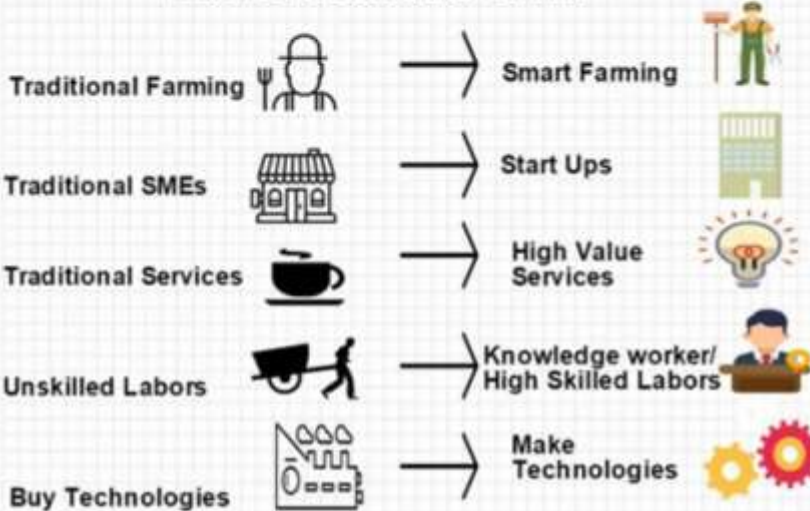 Traditional Farming
Smart Farming
Traditional SMEs
Start Ups
Traditional Services
High Value
Services
Unskilled Labors
Knowledge worker/
High Skilled Labors
Buy Technologies
Make
Technologies